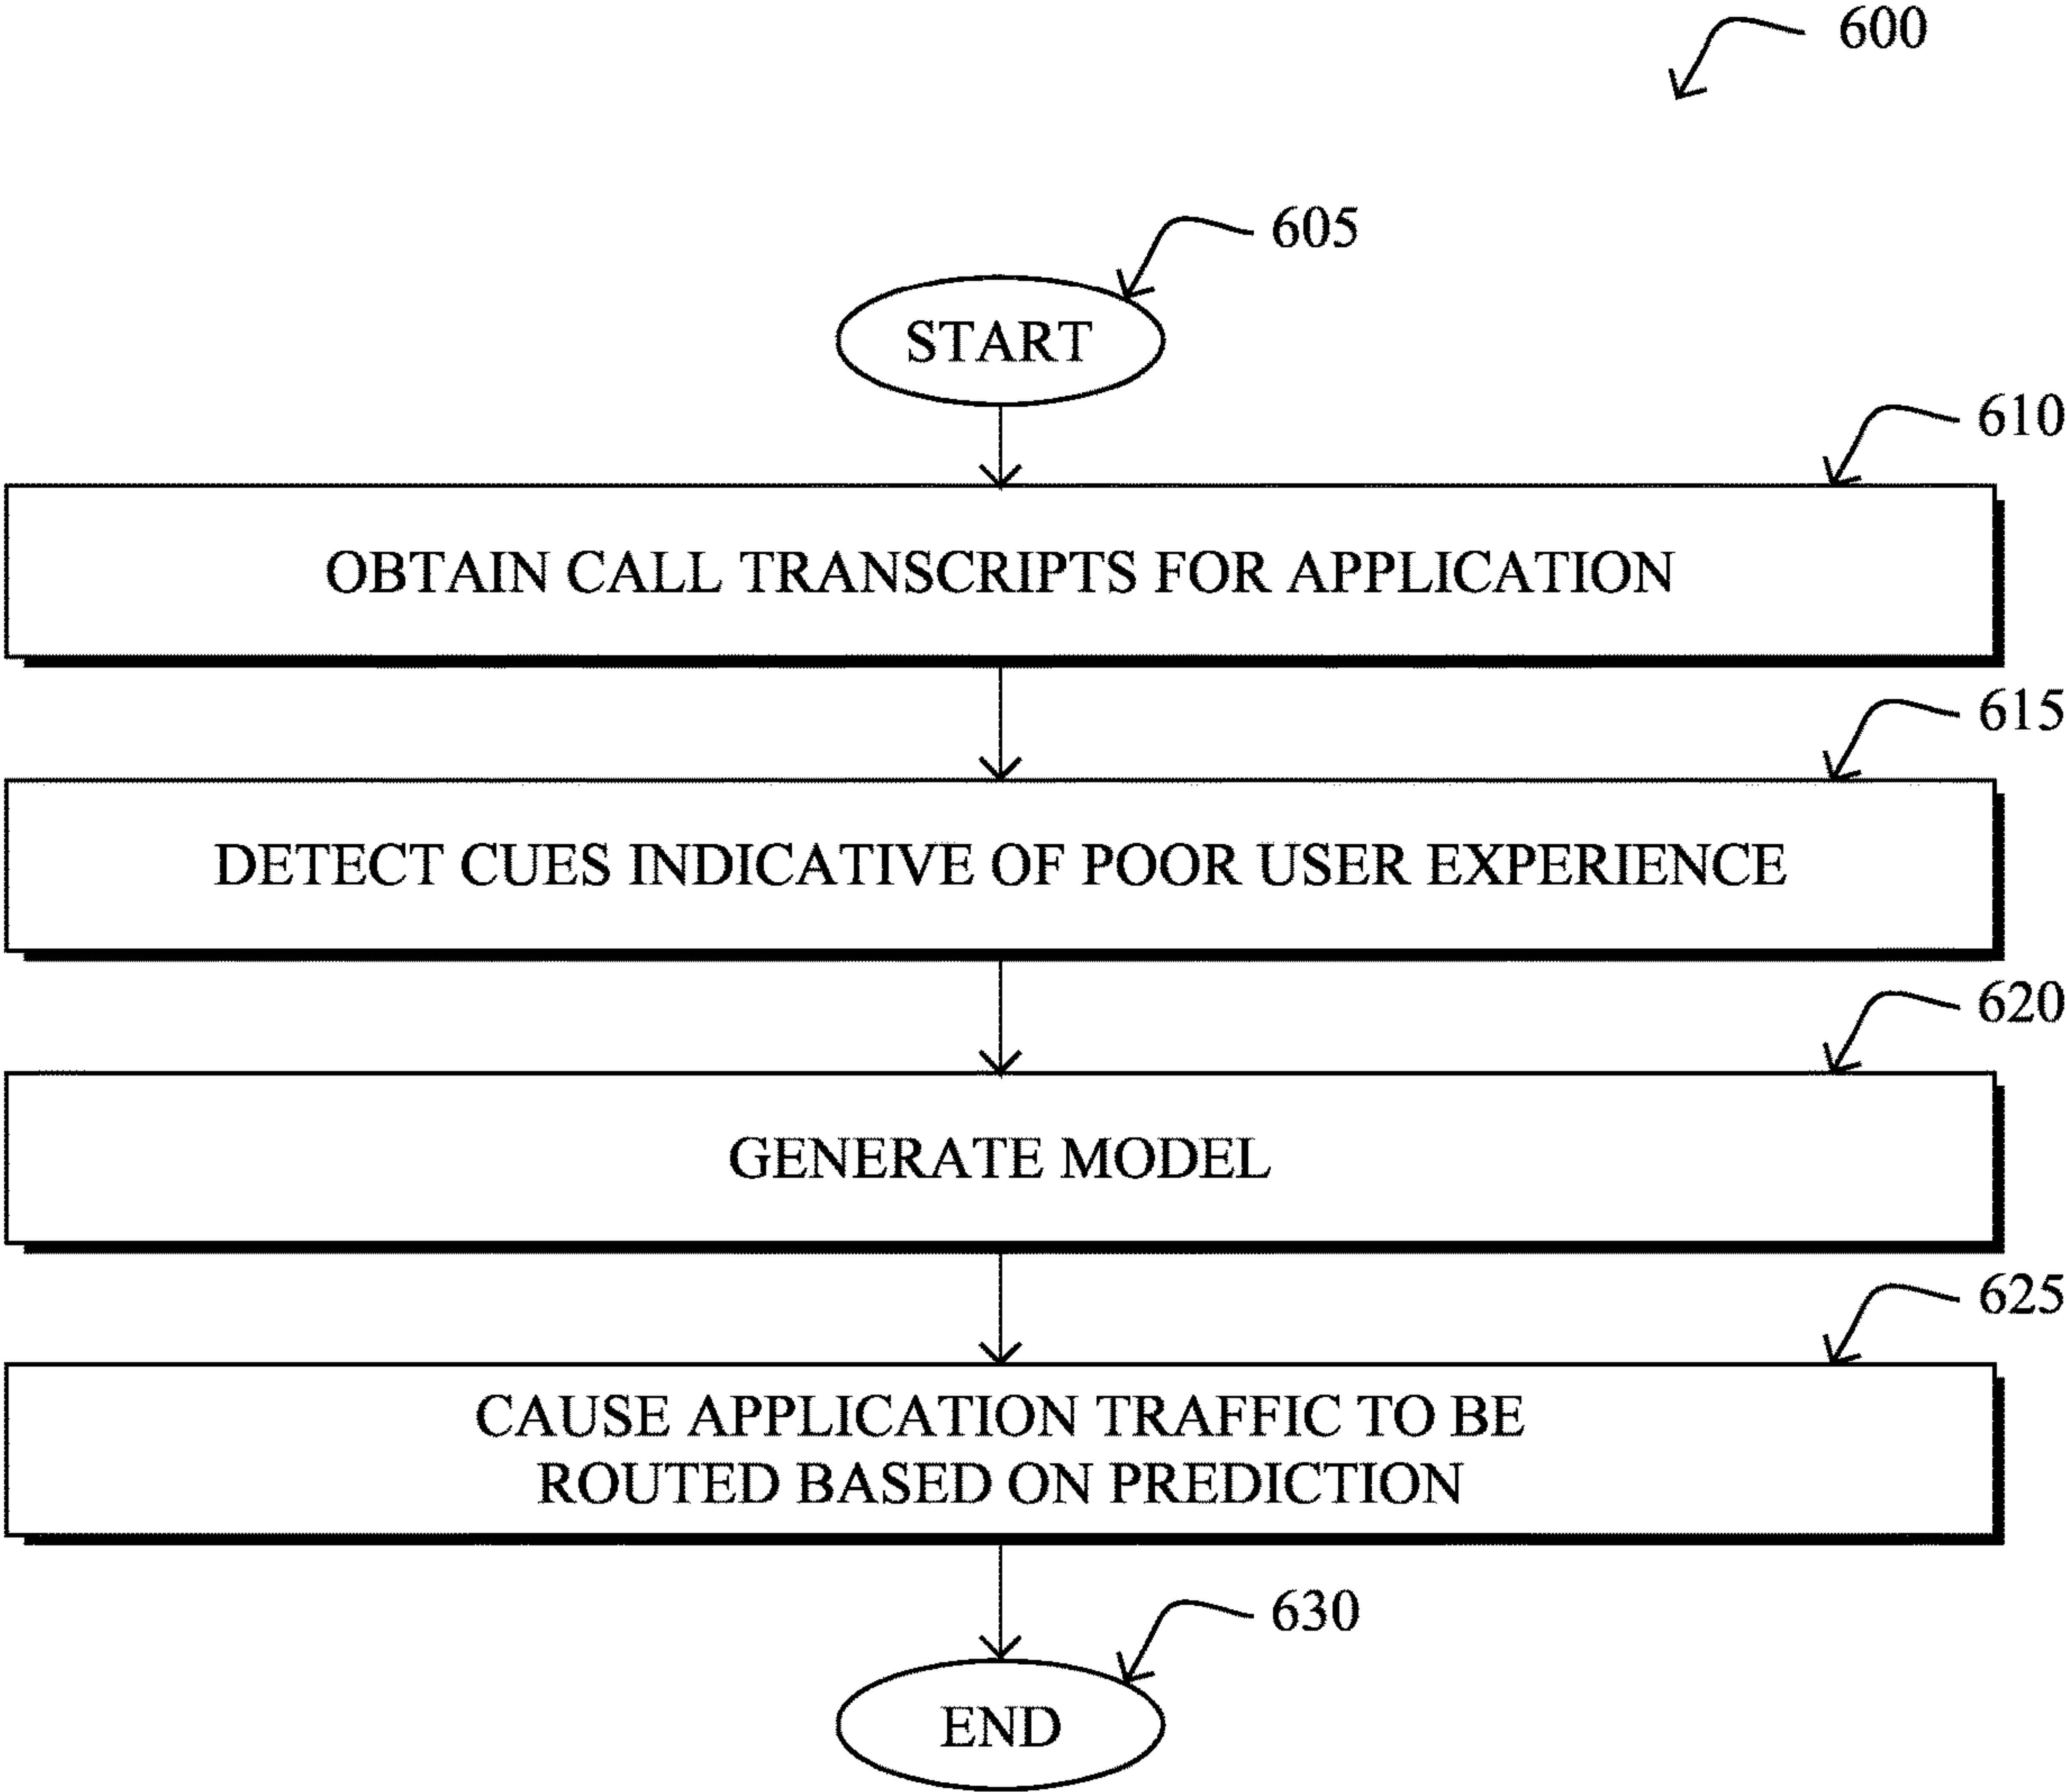 600
605
START
610
OBTAIN CALL TRANSCRIPTS FOR APPLICATION
615
DETECT CUES INDICATIVE OF POOR USER EXPERIENCE
620
GENERATE MODEL
625
CAUSE APPLICATION TRAFFIC TO BE
ROUTED BASED ON PREDICTION
630
END